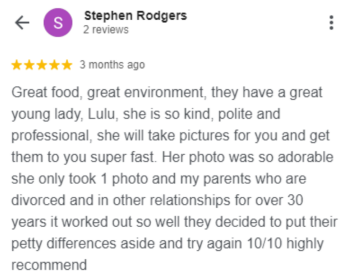 S
Stephen Rodgers
2 reviews
3 months ago
Great food, great environment, they have a great
young lady, Lulu, she is so kind, polite and
professional, she will take pictures for you and get
them to you super fast. Her photo was so adorable
she only took 1 photo and my parents who are
divorced and in other relationships for over 30
years it worked out so well they decided to put their
petty differences aside and try again 10/10 highly
recommend